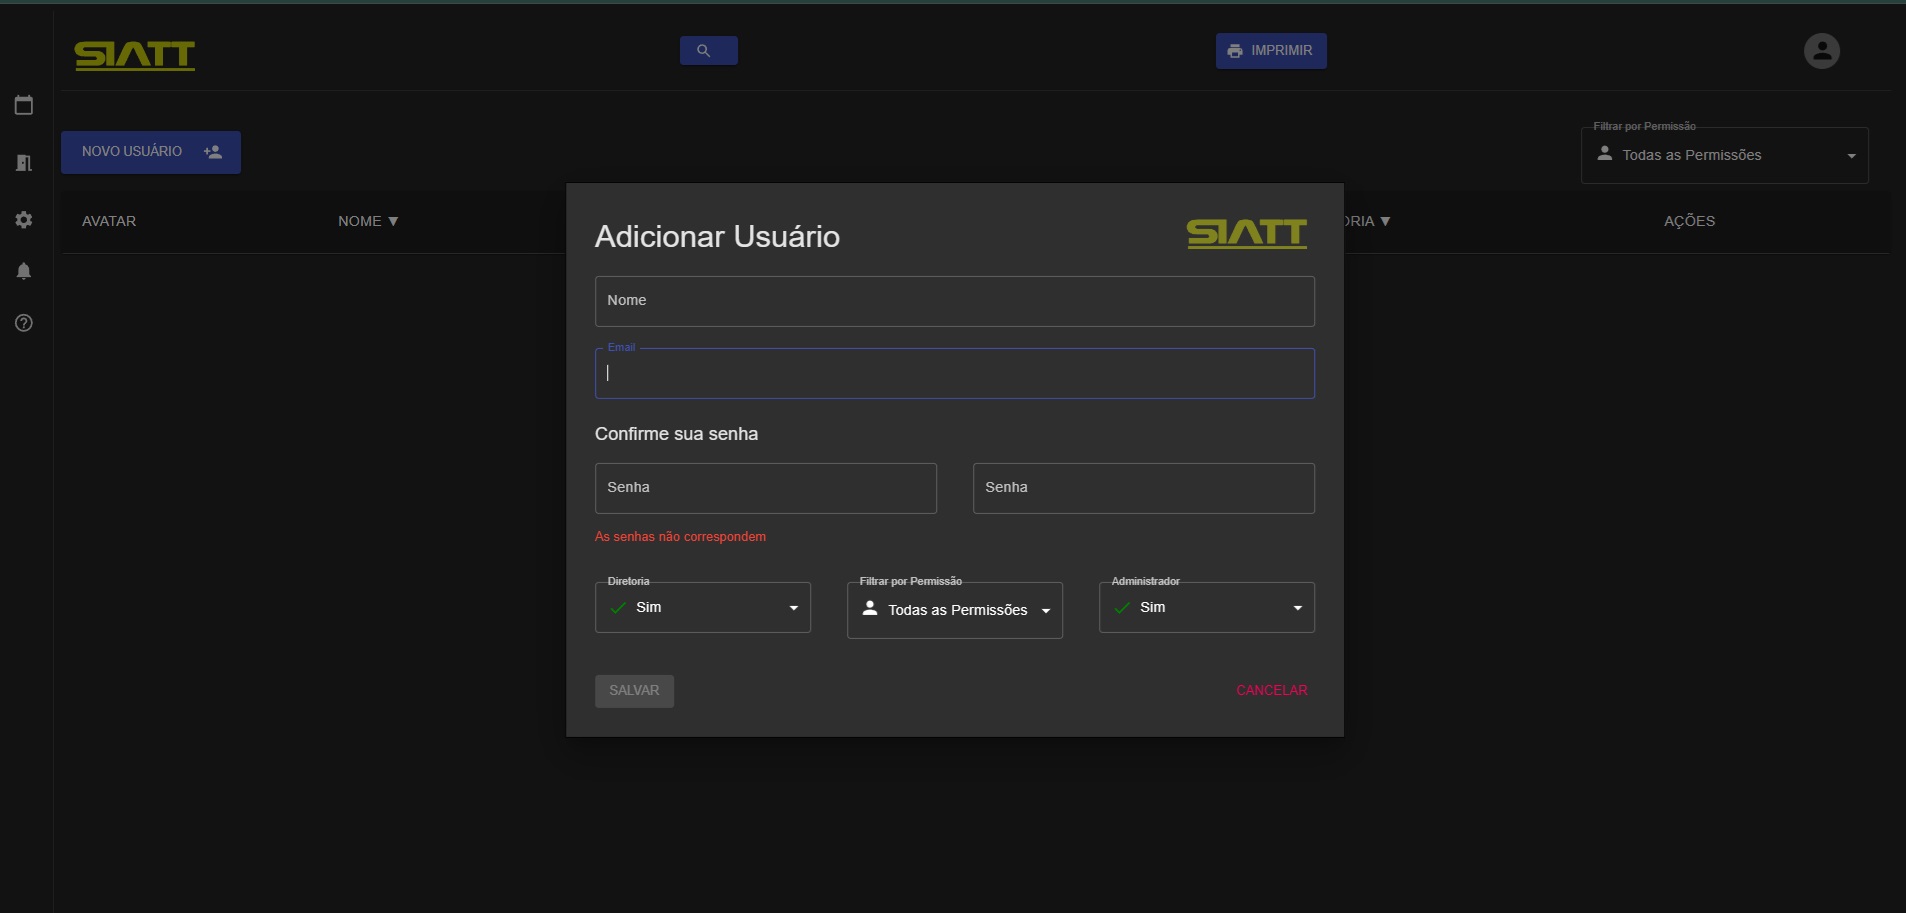 SIATT
IMPRIMIR
NOVO USUÁRIO
Filtrar por Permissão
Todas as Permissões
AVATAR
NOME ▼
ORIA ▼
AÇÕES
Adicionar Usuário
SIATT
Nome
Email
Confirme sua senha
Senha
Senha
As senhas não correspondem
Diretoria
Sim
Filtrar por Permissão
Todas as Permissões
Administrador
Sim
SALVAR
CANCELAR